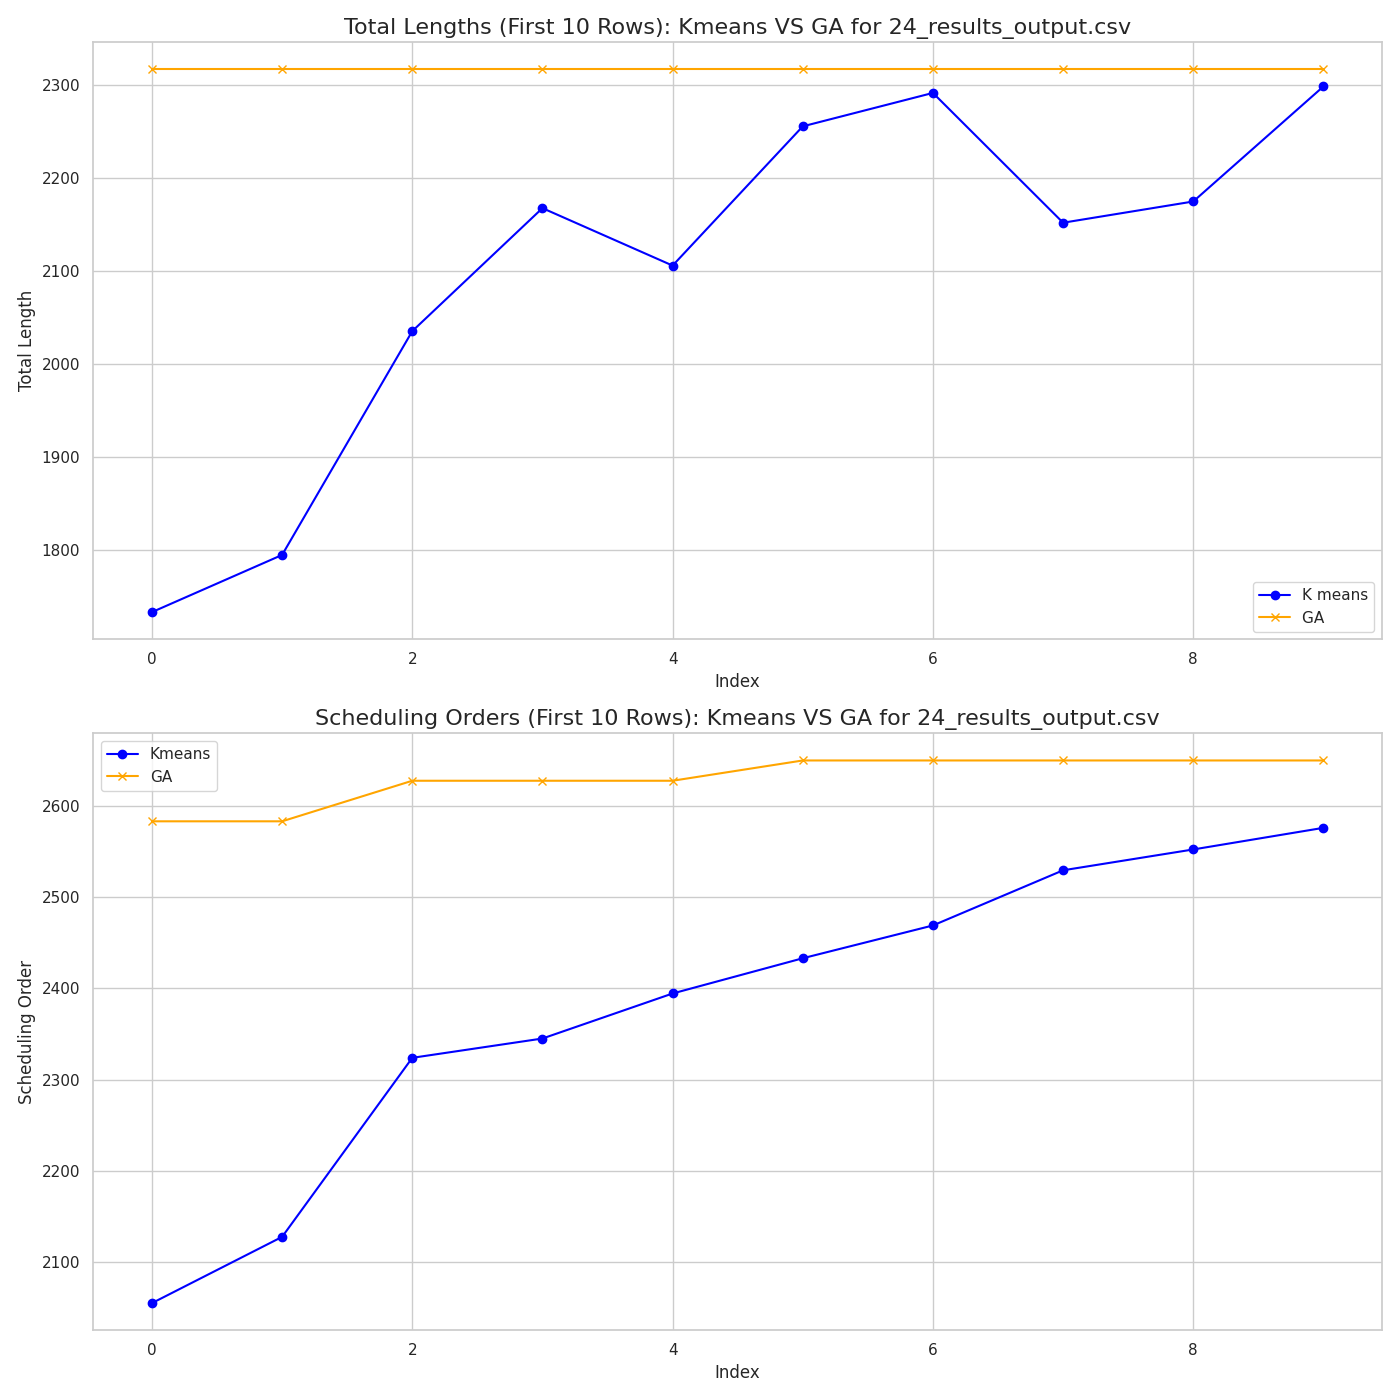 Total Lengths (First 10 Rows): Kmeans VS GA for 24_results_output.csv
2300
2200
2100
2000
1900
1800
Total Length
K means
GA
0 2 4 6 8
Index
Scheduling Orders (First 10 Rows): Kmeans VS GA for 24_results_output.csv
Kmeans
GA
2600
2500
2400
2300
2200
2100
Scheduling Order
0 2 4 6 8
Index